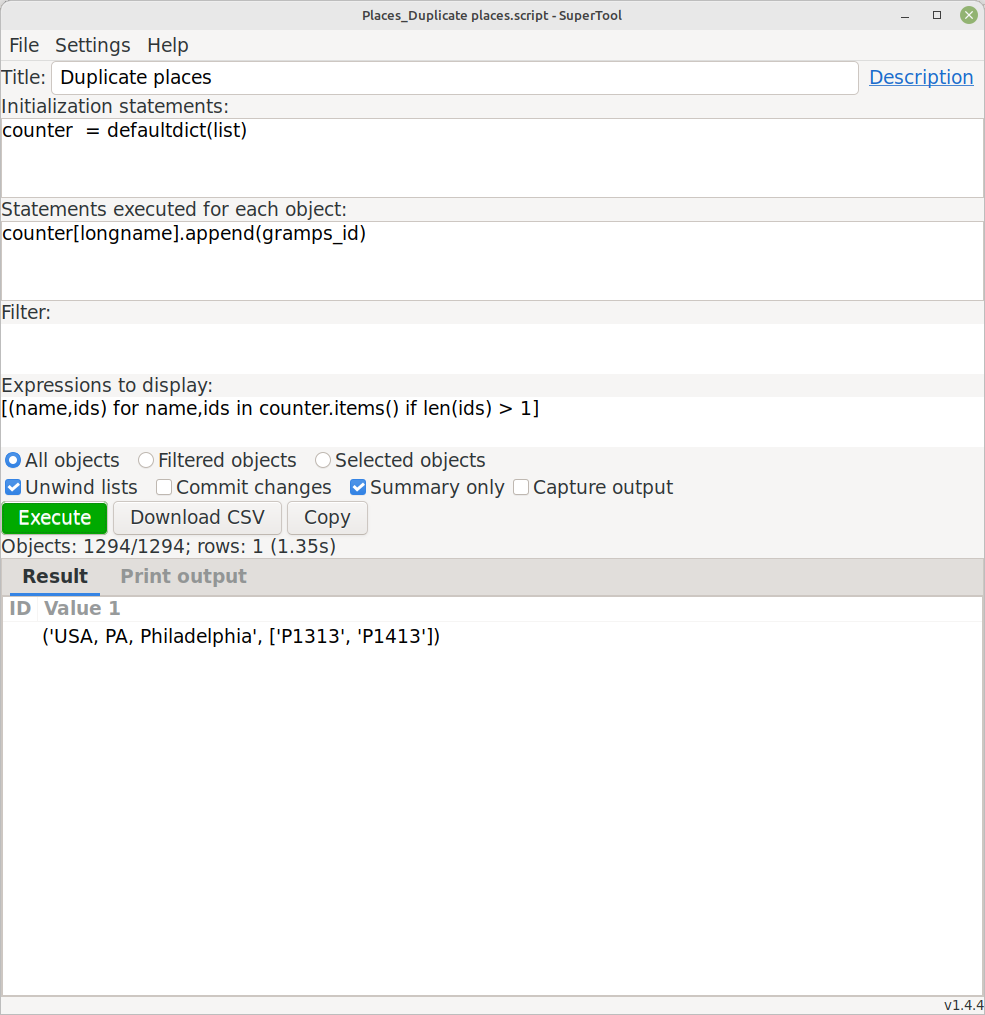 Places_Duplicate places.script - SuperTool
File Settings Help
Title: Duplicate places Description
Initialization statements:
counter  = defaultdict(list)
Statements executed for each object:
counter[longname].append(gramps_id)
Filter:
Expressions to display:
[(name,ids) for name,ids in counter.items() if len(ids) > 1]
All objects Filtered objects Selected objects
Unwind lists Commit changes Summary only Capture output
Execute Download CSV Copy
Objects: 1294/1294; rows: 1 (1.35s)
Result Print output
ID Value 1
('USA, PA, Philadelphia', ['P1313', 'P1413'])
v1.4.4